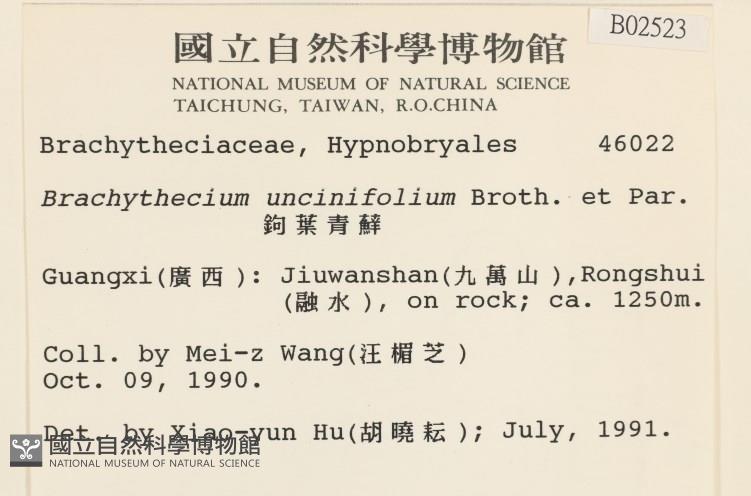 國立自然科學博物館
B02523
NATIONAL MUSEUM OF NATURAL SCIENCE
TAICHUNG, TAIWAN, R.O.CHINA
Brachytheciaceae, Hypnobryales 46022
Brachythecium uncinifolium Broth. et Par.
鉤葉青蘚
Guangxi(廣西): Jiuwanshan(九萬山),Rongshui
(融水), on rock; ca. 1250m.
Coll. by Mei-z Wang(汪楣芝)
Oct. 09, 1990.
Det. by Xiao-yun Hu(胡曉耘); July, 1991.
國立自然科學博物館
NATIONAL MUSEUM OF NATURAL SCIENCE